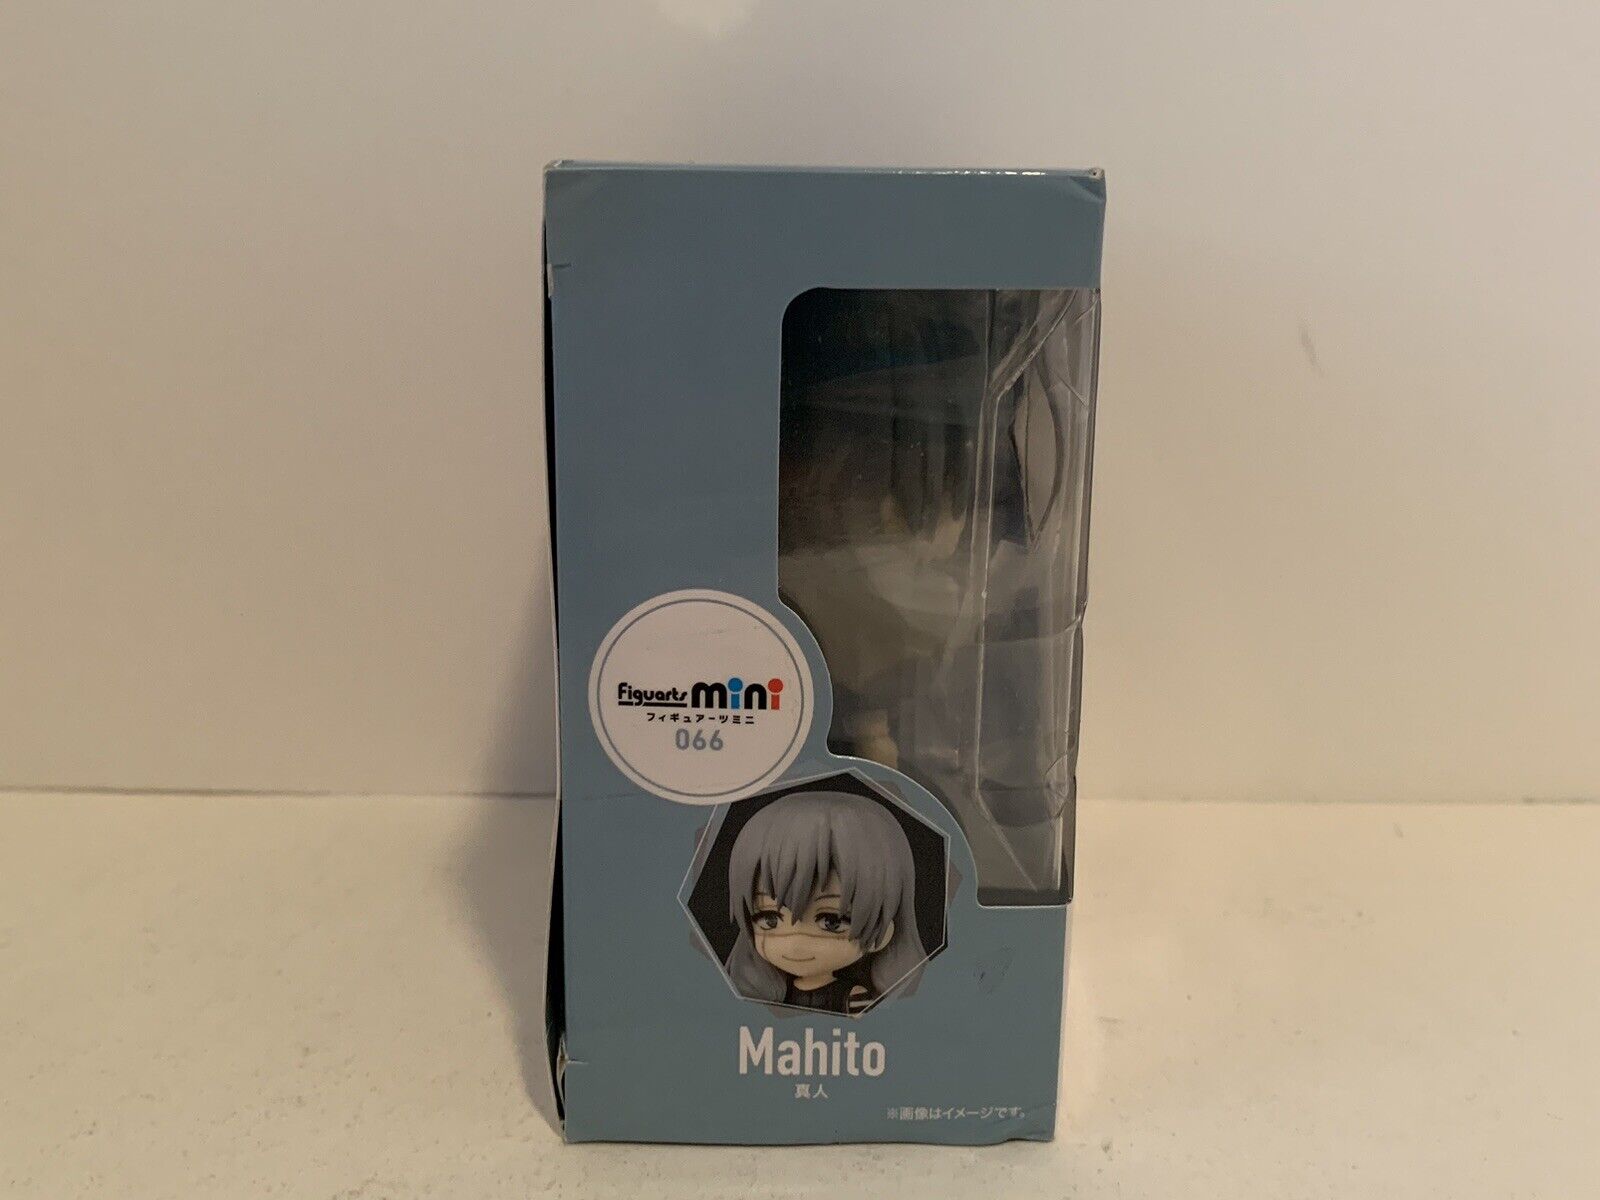 Figuarts mini
フィギュアーツミニ
066
Mahito
真人
※画像はイメージです。